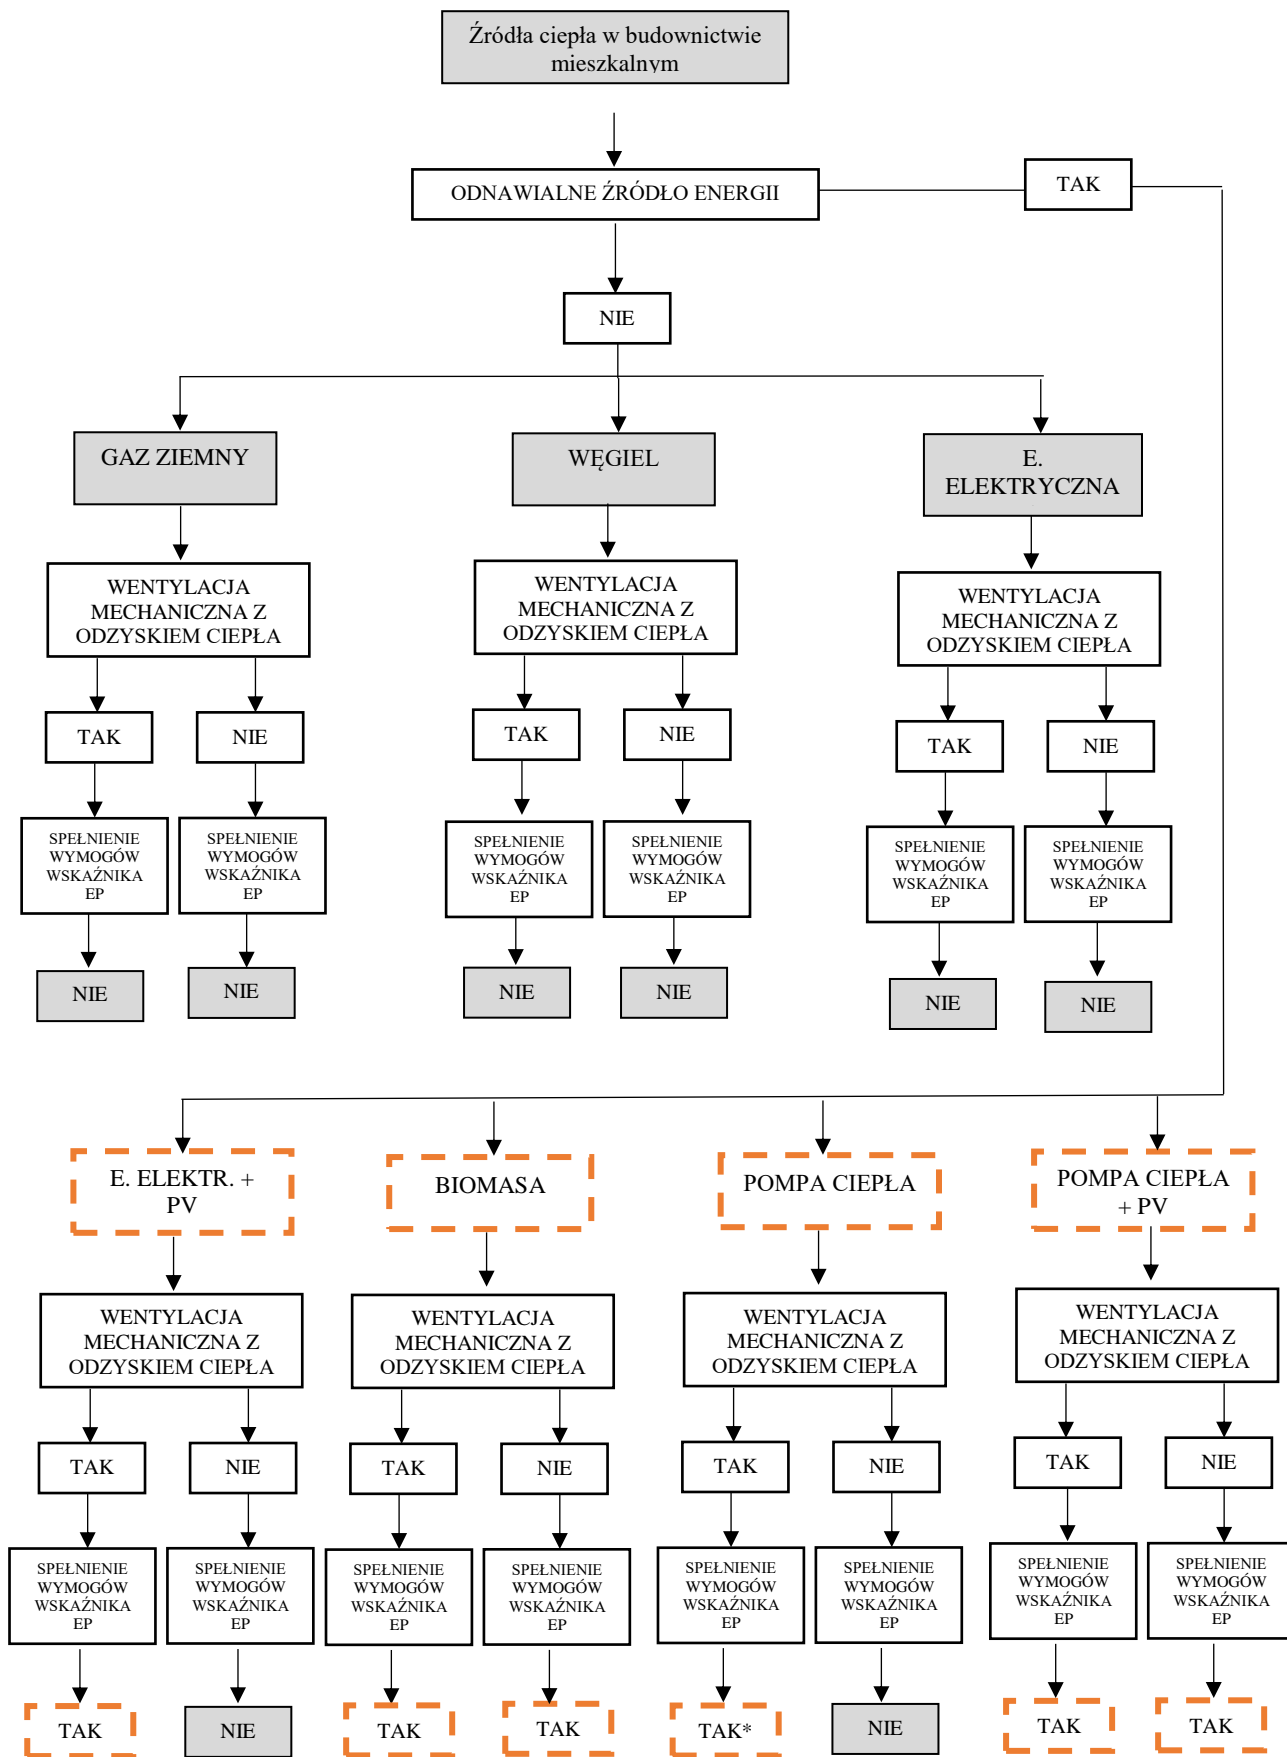 Źródła ciepła w budownictwie
mieszkalnym
ODNAWIALNE ŹRÓDŁO ENERGII
TAK
NIE
GAZ ZIEMNY
WĘGIEL
E.
ELEKTRYCZNA
WENTYLACJA
MECHANICZNA Z
ODZYSKIEM CIEPŁA
WENTYLACJA
MECHANICZNA Z
ODZYSKIEM CIEPŁA
WENTYLACJA
MECHANICZNA Z
ODZYSKIEM CIEPŁA
TAK
NIE
TAK
NIE
TAK
NIE
SPEŁNIENIE
WYMOGÓW
WSKAŹNIKA
EP
SPEŁNIENIE
WYMOGÓW
WSKAŹNIKA
EP
SPEŁNIENIE
WYMOGÓW
WSKAŹNIKA
EP
SPEŁNIENIE
WYMOGÓW
WSKAŹNIKA
EP
SPEŁNIENIE
WYMOGÓW
WSKAŹNIKA
EP
SPEŁNIENIE
WYMOGÓW
WSKAŹNIKA
EP
NIE
NIE
NIE
NIE
NIE
NIE
E. ELEKTR. +
PV
BIOMASA
POMPA CIEPŁA
POMPA CIEPŁA
+ PV
WENTYLACJA
MECHANICZNA Z
ODZYSKIEM CIEPŁA
WENTYLACJA
MECHANICZNA Z
ODZYSKIEM CIEPŁA
WENTYLACJA
MECHANICZNA Z
ODZYSKIEM CIEPŁA
WENTYLACJA
MECHANICZNA Z
ODZYSKIEM CIEPŁA
TAK
NIE
TAK
NIE
TAK
NIE
TAK
NIE
SPEŁNIENIE
WYMOGÓW
WSKAŹNIKA
EP
SPEŁNIENIE
WYMOGÓW
WSKAŹNIKA
EP
SPEŁNIENIE
WYMOGÓW
WSKAŹNIKA
EP
SPEŁNIENIE
WYMOGÓW
WSKAŹNIKA
EP
SPEŁNIENIE
WYMOGÓW
WSKAŹNIKA
EP
SPEŁNIENIE
WYMOGÓW
WSKAŹNIKA
EP
SPEŁNIENIE
WYMOGÓW
WSKAŹNIKA
EP
SPEŁNIENIE
WYMOGÓW
WSKAŹNIKA
EP
TAK
NIE
TAK
TAK
TAK*
NIE
TAK
TAK